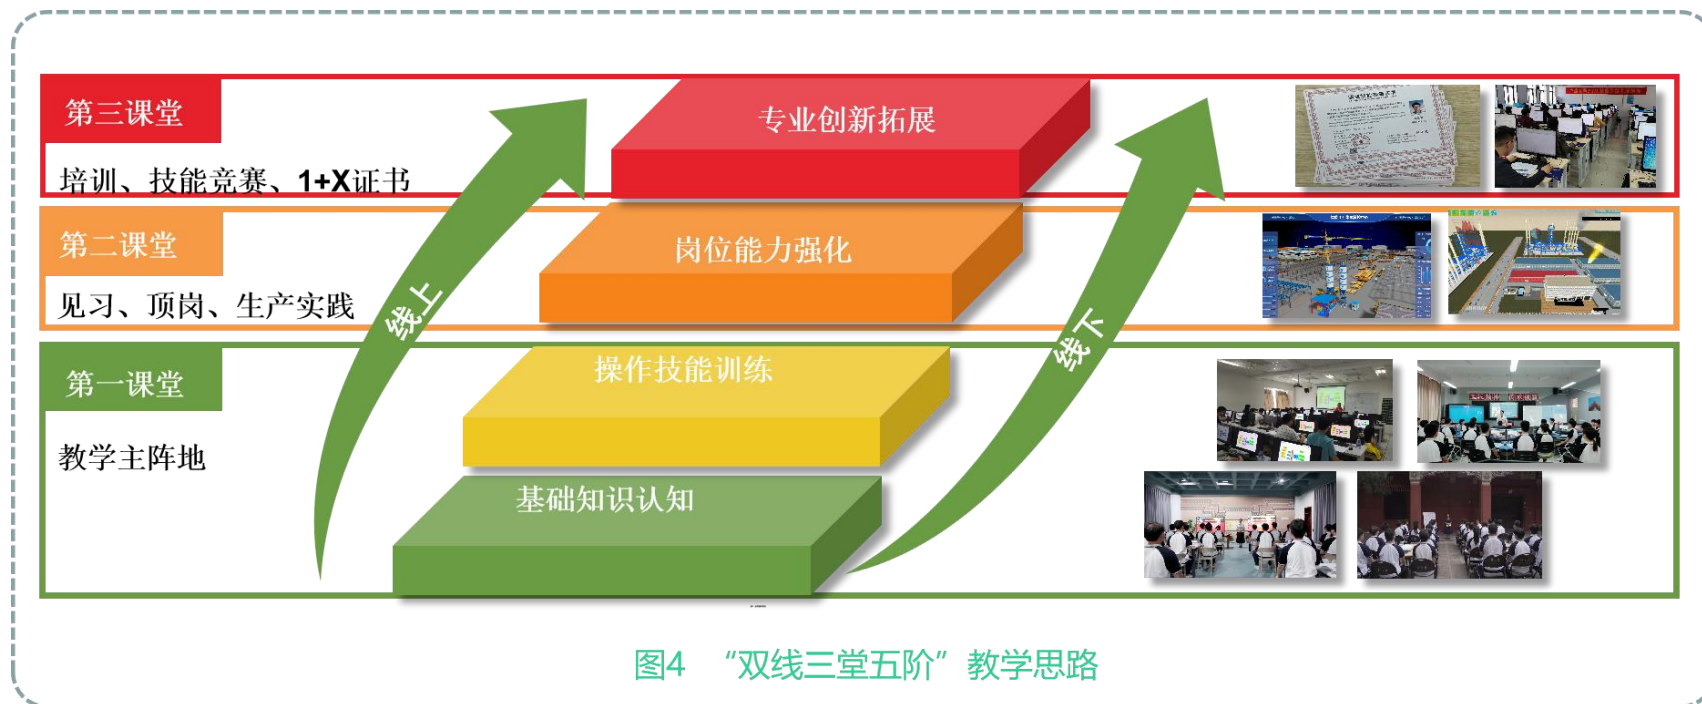 第三课堂
专业创新拓展
培训、技能竞赛、1+X证书
第二课堂
岗位能力强化
见习、顶岗、生产实践
线上
线下
第一课堂
操作技能训练
教学主阵地
基础知识认知
图4 “双线三堂五阶”教学思路